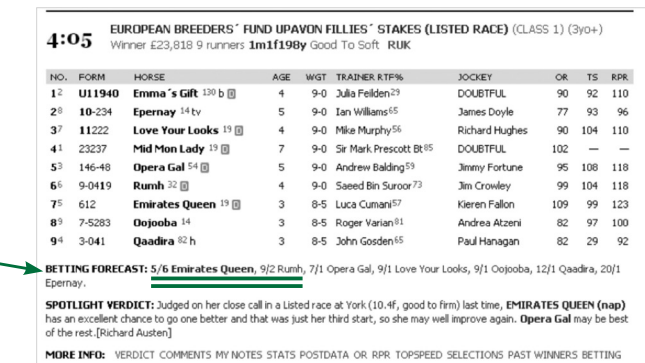 4:05 EUROPEAN BREEDERS´ FUND UPAVON FILLIES´ STAKES (LISTED RACE) (CLASS 1) (3yo+)
Winner £23,818 9 runners 1m1f198y Good To Soft RUK
NO. FORM HORSE AGE WGT TRAINER RTF% JOCKEY OR TS RPR
1 2 U11940 Emma´s Gift 130 b D 4 9-0 Julia Feilden 29 DOUBTFUL 90 92 110
2 8 10-234 Epernay 14 tv 5 9-0 Ian Williams 65 James Doyle 77 93 96
3 7 11222 Love Your Looks 19 D 4 9-0 Mike Murphy 56 Richard Hughes 90 104 110
4 1 23237 Mid Mon Lady 19 D 7 9-0 Sir Mark Prescott Bt 85 DOUBTFUL 102 — —
5 3 146-48 Opera Gal 54 D 5 9-0 Andrew Balding 59 Jimmy Fortune 95 108 118
6 6 9-0419 Rumh 32 D 4 9-0 Saeed Bin Suroor 73 Jim Crowley 99 104 118
7 5 612 Emirates Queen 19 D 3 8-5 Luca Cumani 57 Kieren Fallon 109 99 123
8 9 7-5283 Oojooba 14 3 8-5 Roger Varian 81 Andrea Atzeni 82 97 100
9 4 3-041 Qaadira 82 h 3 8-5 John Gosden 65 Paul Hanagan 82 29 92
BETTING FORECAST: 5/6 Emirates Queen, 9/2 Rumh, 7/1 Opera Gal, 9/1 Love Your Looks, 9/1 Oojooba, 12/1 Qaadira, 20/1
Epernay.
SPOTLIGHT VERDICT: Judged on her close call in a Listed race at York (10.4f, good to firm) last time, EMIRATES QUEEN (nap)
has an excellent chance to go one better and that was just her third start, so she may well improve again. Opera Gal may be best
of the rest.[Richard Austen]
MORE INFO: VERDICT COMMENTS MY NOTES STATS POSTDATA OR RPR TOPSPEED SELECTIONS PAST WINNERS BETTING